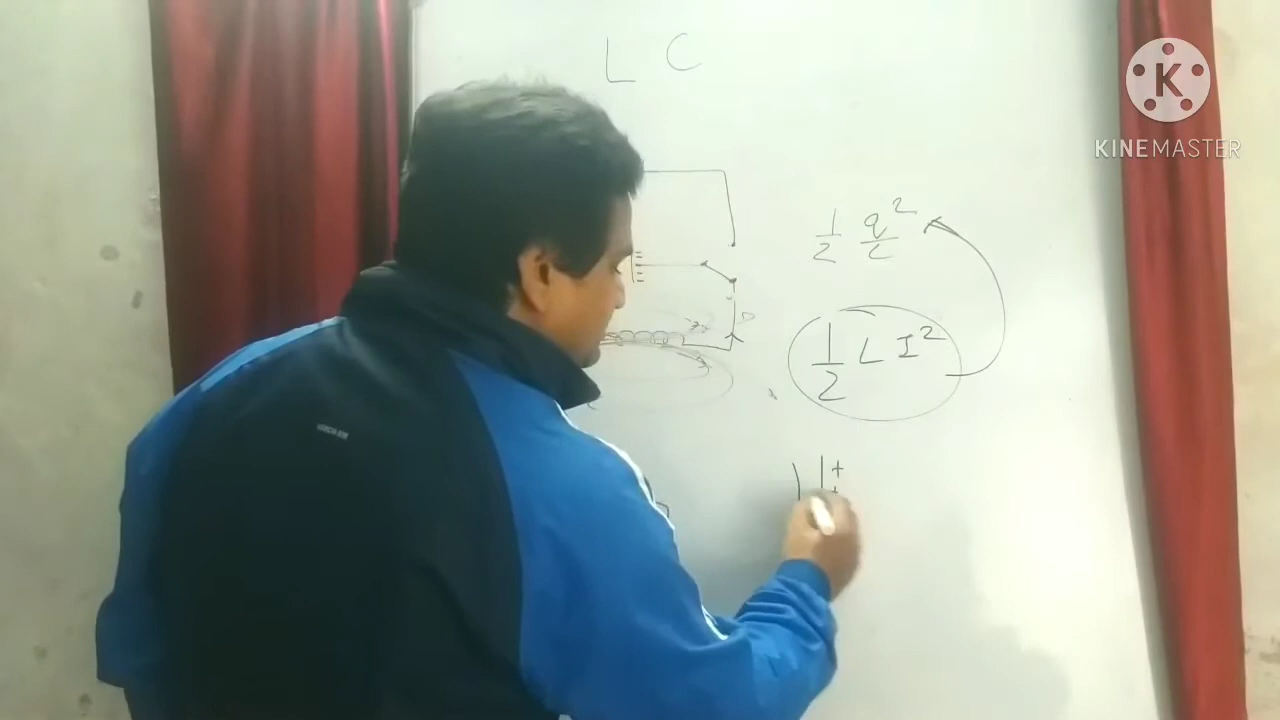 L C
K
KINEMASTER
1/2 q²/c
1/2 L I²
+
+